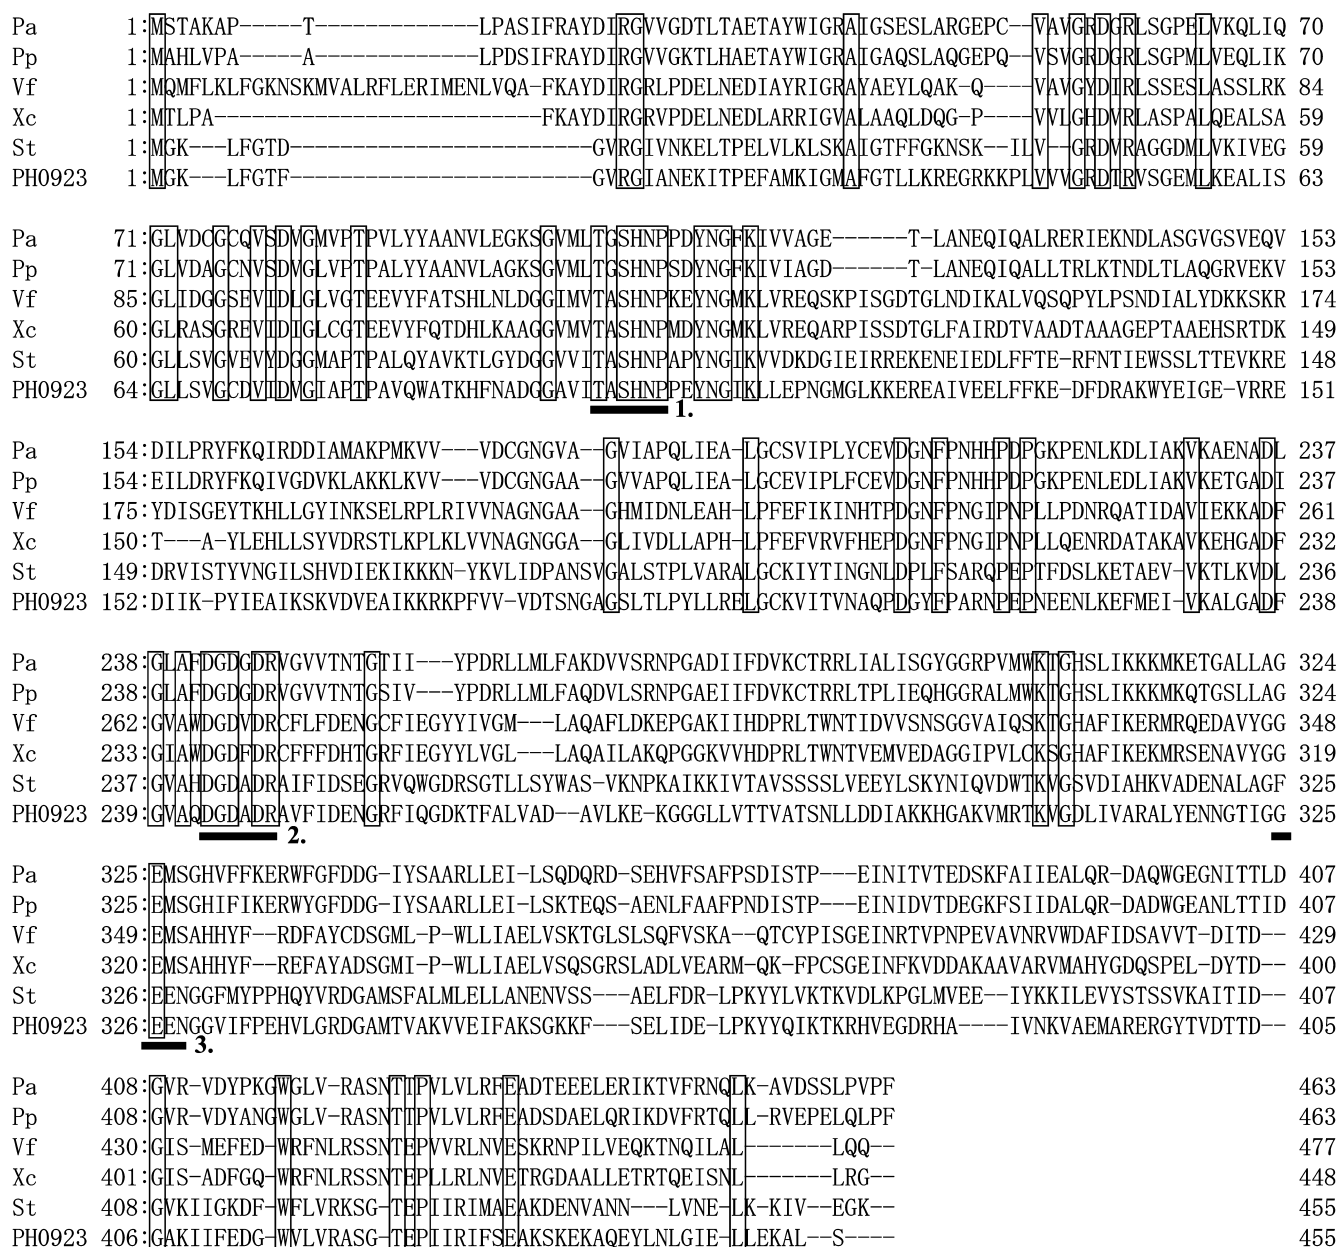 Pa 1:MSTAKAP-----T-------------LPASIFRAYDIRGVVGDTLTAETAYWIGRAIGSESLARGEPC--VAVGRDGRLSGPELVKQLIQ 70
Pp 1:MAHLVPA-----A-------------LPDSIFRAYDIRGVVGKTLHAETAYWIGRAIGAQSLAQGEPQ--VSVGRDGRLSGPMLVEQLIK 70
Vf 1:MQMFLKLFGKNSKMVALRFLERIMENLVQA-FKAYDIRGRLPDELNEDIAYRIGRAYAEYLQAK-Q----VAVGYDIRLSSESLASSLRK 84
Xc 1:MTLPA--------------------------FKAYDIRGRVPDELNEDLARRIGVALAAQLDQG-P----VVLGHDVRLASPALQEALSA 59
St 1:MGK---LFGTD------------------------GVRGIVNKELTPELVLKLSKAIGTFFGKNSK---ILV--GRDVRAGGDMLVKIVEG 59
PH0923 1:MGK---LFGTF------------------------GVRGIANEKITPEFAMKIGMAFGTLLKREGRKKPLVVVGRDTRVSGEMLKEALIS 63
Pa 71:GLVDCGCQVSDVGMVPTPVLYYAANVLEGKSGVMLTGSHNPPDYNGFKIVVAGE------T-LANEQIQALRERIEKNDLASGVGSVEQV 153
Pp 71:GLVDAGCNVSDVGLVPTPALYYAANVLAGKSGVMLTGSHNPSDYNGFKIVIAGD------T-LANEQIQALLTRLKTNDLTLAQGRVEKV 153
Vf 85:GLIDGGSEVIDLGLVGTEEVYFATSHLNLDGGIMVTASHNPKEYNGMKLVREQSKPISGDTGLNDIKALVQSQPYLPSNDIALYDKKSKR 174
Xc 60:GLRASGREVIDIGLCGTEEVYFQTDHLKAAGGVMVTASHNPMDYNGMKLVREQARPISSDTGLFAIRDTVAADTAAAGEPTAAEHSRTDK 149
St 60:GLLSVGVEVYDGGMAPTPALQYAVKTLGYDGGVVITASHNPAPYNGIKVVDKDGIEIRREKENEIEDLFFTE-RFNTIEWSSLTTEVKRE 148
PH0923 64:GLLSVGCDVIDVGIAPTPAVQWATKHFNADGGAVITASHNPPEYNGIKLLEPNGMGLKKEREAIVEELFFKE-DFDRAKWYEIGE-VRRE 151
1.
Pa 154:DILPRYFKQIRDDIAMAKPMKVV---VDCGNGVA--GVIAPQLIEA-LGCSVIPLYCEVDGNFPNHHPDPGKPENLKDLIAKVKAENADL 237
Pp 154:EILDRYFKQIVGDVKLAKKLKVV---VDCGNGAA--GVVAPQLIEA-LGCEVIPLFCEVDGNFPNHHPDPGKPENLEDLIAKVKETGADI 237
Vf 175:YDISGEYTKHLLGYINKSELRPLRIVVNAGNGAA--GHMIDNLEAH-LPFEFIKINHTPDGNFPNGIPNPLLPDNRQATIDAVIEKKADF 261
Xc 150:T---A-YLEHLLSYVDRSTLKPLKLVVNAGNGGA--GLIVDLLAPH-LPFEFVRVFHEPDGNFPNGIPNPLLQENRDATAKAVKEHGADF 232
St 149:DRVISTYVNGILSHVDIEKIKKKN-YKVLIDPANSVGALSTPLVARALGCKIYTINGNLDPLFSARQPEPTFDSLKETAEV-VKTLKVDL 236
PH0923 152:DIIK-PYIEAIKSKVDVEAIKKRKPFVV-VDTSNGAGSLTLPYLLRELGCKVITVNAQPDGYFPARNPEPNEENLKEFMEI-VKALGADF 238
Pa 238:GLAFDGDGDRVGVVTNTGTII---YPDRLLMLFAKDVVSRNPGADIIFDVKCTRRLIALISGYGGRPVMWKTGHSLIKKKMKETGALLAG 324
Pp 238:GLAFDGDGDRVGVVTNTGSIV---YPDRLLMLFAQDVLSRNPGAEIIFDVKCTRRLTPLIEQHGGRALMWKTGHSLIKKKMKQTGSLLAG 324
Vf 262:GVAWDGDVDRCFLFDENGCFIEGYYIVGM---LAQAFLDKEPGAKIIHDPRLTWNTIDVVSNSGGVAIQSKTGHAFIKERMRQEDAVYGG 348
Xc 233:GIAWDGDFDRCFFFDHTGRFIEGYYLVGL---LAQAILAKQPGGKVVHDPRLTWNTVEMVEDAGGIPVLCKSGHAFIKEKMRSENAVYGG 319
St 237:GVAHDGDADRAIFIDSEGRVQWGDRSGTLLSYWAS-VKNPKAIKKIVTAVSSSSLVEEYLSKYNIQVDWTKVGSVDIAHKVADENALAGF 325
PH0923 239:GVAQDGDADRAVFIDENGRFIQGDKTFALVAD--AVLKE-KGGGLLVTTVATSNLLDDIAKKHGAKVMRTKVGDLIVARALYENNGTIGG 325
2.
Pa 325:EMSGHVFFKERWFGFDDG-IYSAARLLEI-LSQDQRD-SEHVFSAFPSDISTP---EINITVTEDSKFAIIEALQR-DAQWGEGNITTLD 407
Pp 325:EMSGHIFIKERWYGFDDG-IYSAARLLEI-LSKTEQS-AENLFAAFPNDISTP---EINIDVTDEGKFSIIDALQR-DADWGEANLTTID 407
Vf 349:EMSAHHYF--RDFAYCDSGML-P-WLLIAELVSKTGLSLSQFVSKA--QTCYPISGEINRTVPNPEVAVNRVWDAFIDSAVVT-DITD-- 429
Xc 320:EMSAHHYF--REFAYADSGMI-P-WLLIAELVSQSGRSLADLVEARM-QK-FPCSGEINFKVDDAKAAVARVMAHYGDQSPEL-DYTD-- 400
St 326:EENGGFMYPPHQYVRDGAMSFALMLELLANENVSS---AELFDR-LPKYYLVKTKVDLKPGLMVEE---IYKKILEVYSTSSVKAITID-- 407
PH0923 326:EENGGVIFPEHVLGRDGAMTVAKVVEIFAKSGKKF---SELIDE-LPKYYQIKTKRHVEGDRHA----IVNKVAEMARERGYTVDTTD-- 405
3.
Pa 408:GVR-VDYPKGWGLV-RASNTTPVLVLRFEADTEEELERIKTVFRNQLK-AVDSSLPVPF 463
Pp 408:GVR-VDYANGWGLV-RASNTTPVLVLRFEADSDAELQRIKDVFRTQLL-RVEPELQLPF 463
Vf 430:GIS-MEFED-WRFNLRSSNTEPVVRLNVESKRNPILVEQKTNQILAL-------LQQ-- 477
Xc 401:GIS-ADFGQ-WRFNLRSSNTEPLLRLNVETRGDAALLETRTQEISNL-------LRG- 448
St 408:GVKIIGKDF-WFLVRKSG-TEPIIRIMAEAKDENVANN---LVNE-LK-KIV--EGK-- 455
PH0923 406:GAKIIFEDG-WVLVRASG-TEPIIRIFSEAKSKEKAQEYLNLGIE-LLEKAL--S---- 455